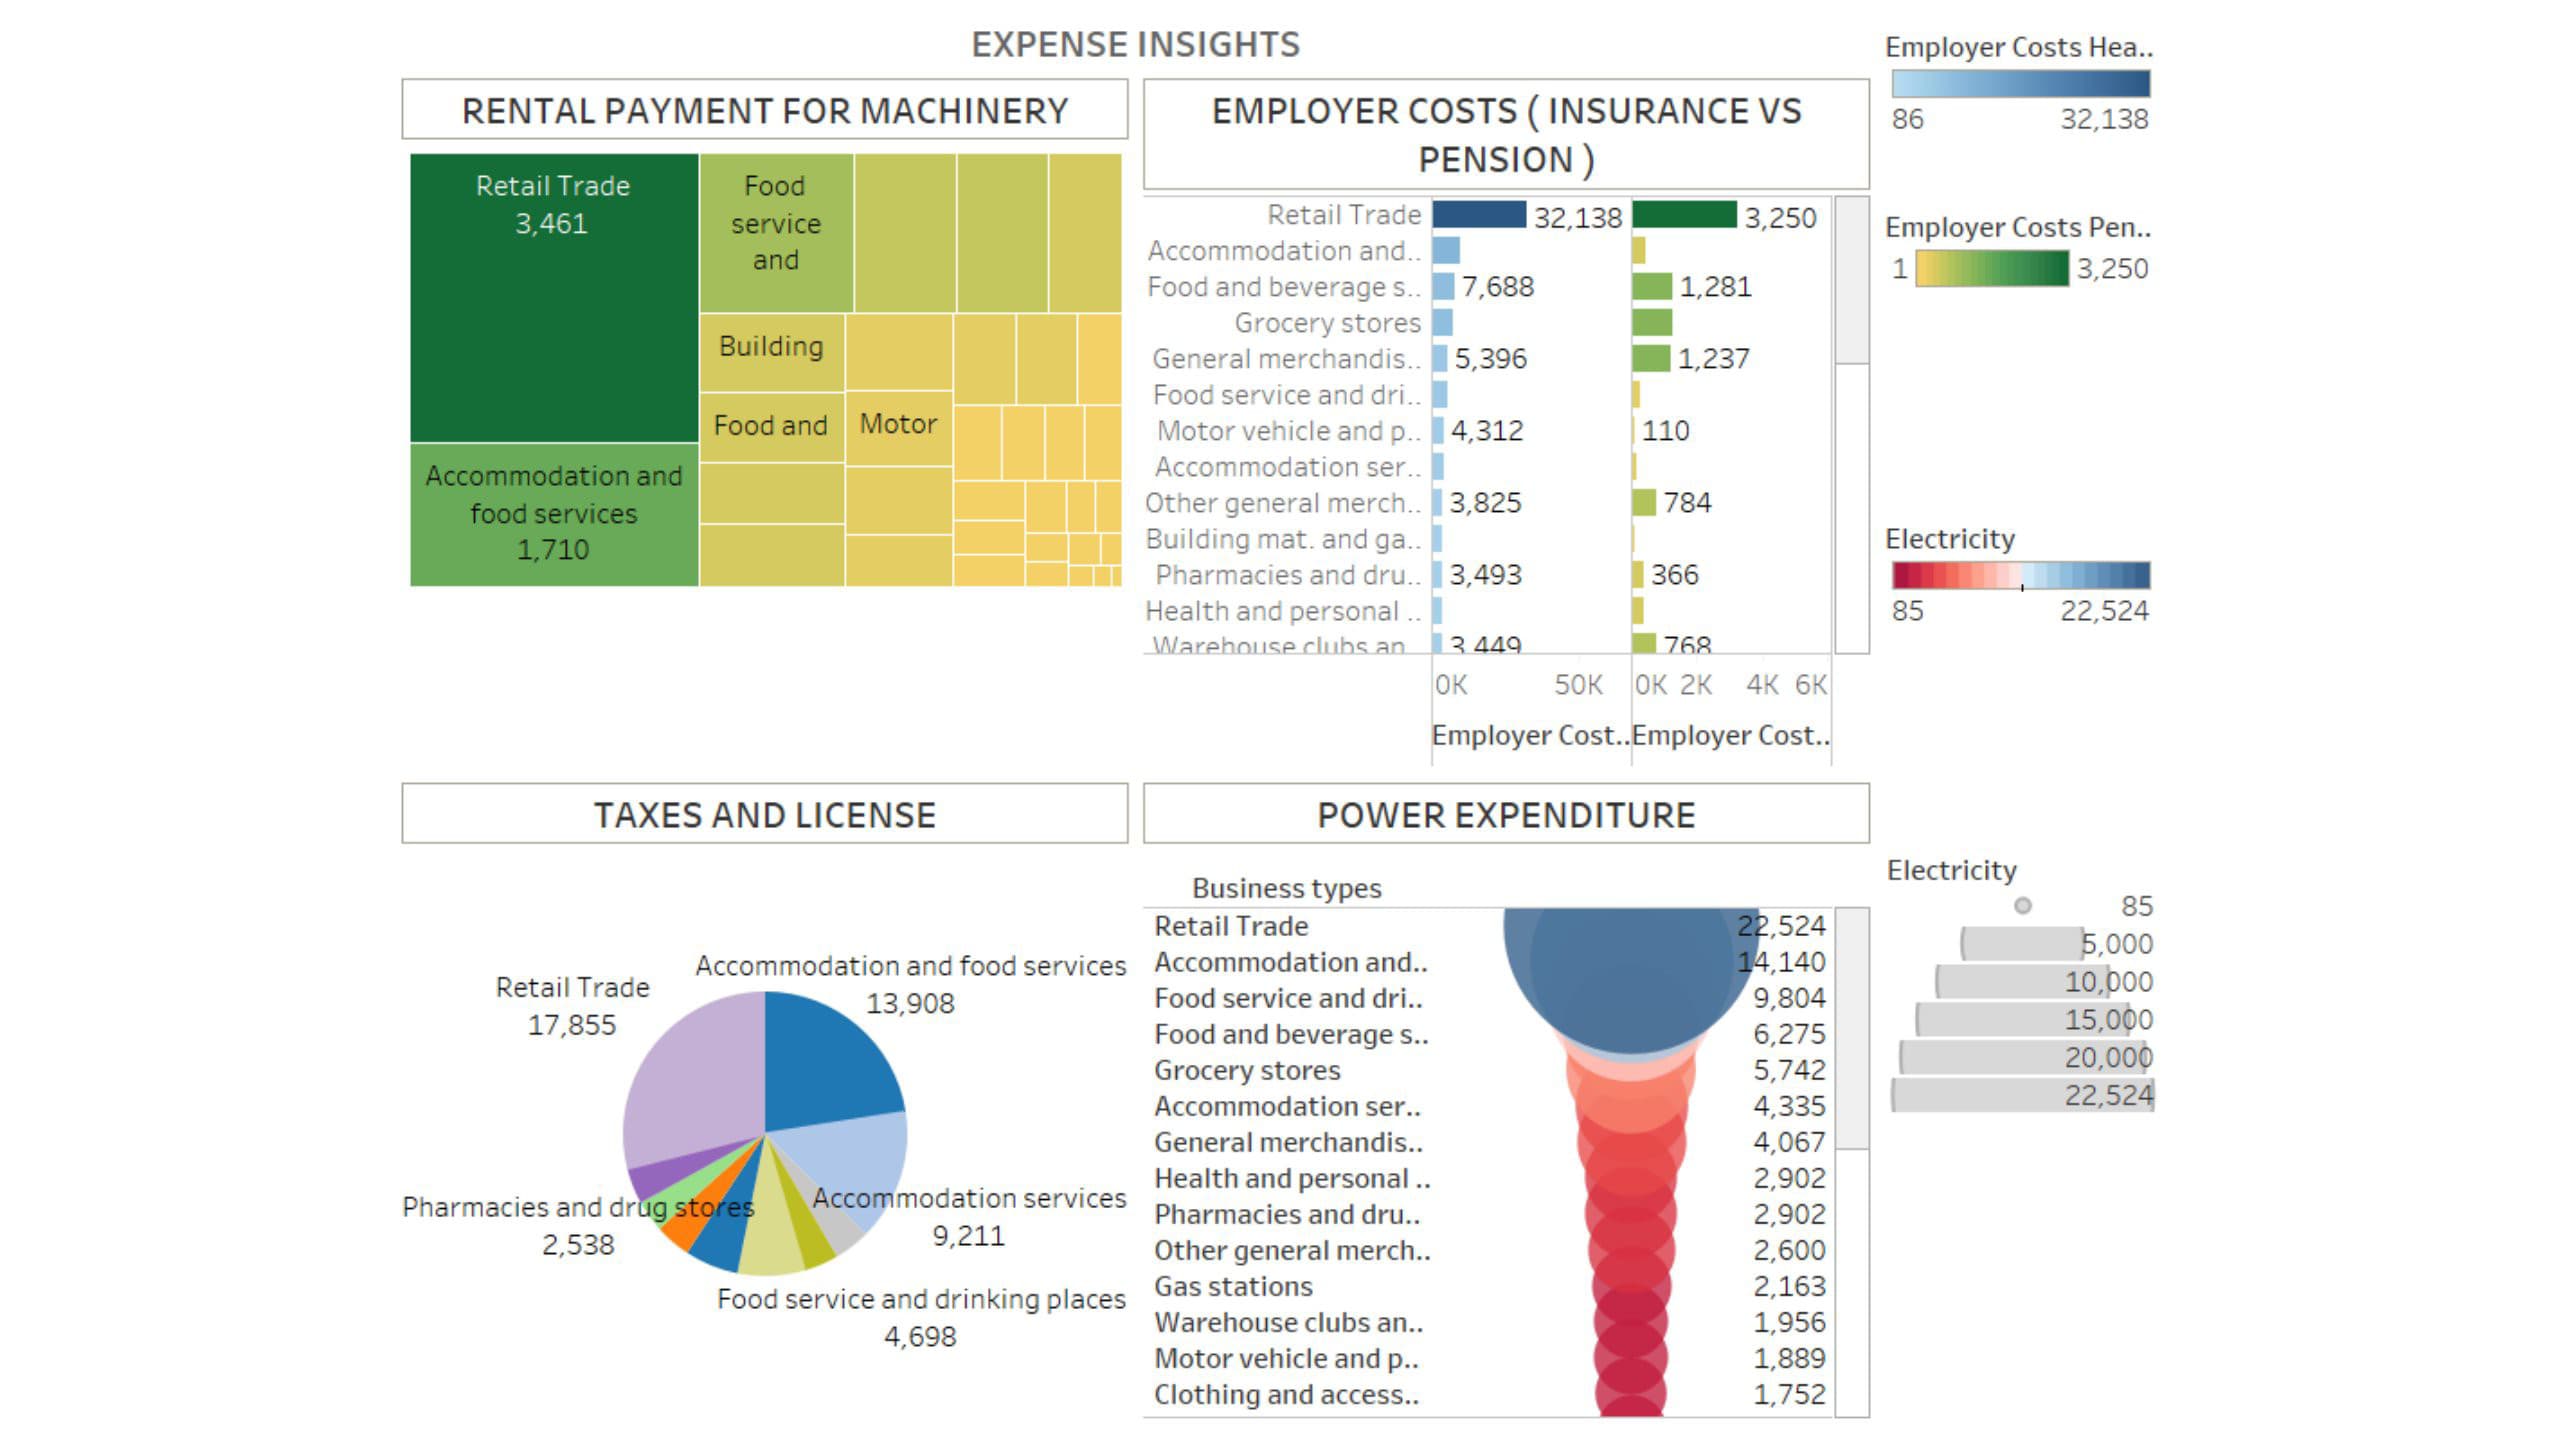 EXPENSE INSIGHTS
RENTAL PAYMENT FOR MACHINERY
Retail Trade
3,461
Food
service
and
Building
Food and
Motor
Accommodation and
food services
1,710
EMPLOYER COSTS ( INSURANCE VS
PENSION )
Retail Trade 32,138 3,250
Accommodation and..
Food and beverage s.. 7,688 1,281
Grocery stores
General merchandis.. 5,396 1,237
Food service and dri..
Motor vehicle and p.. 4,312 110
Accommodation ser..
Other general merch.. 3,825 784
Building mat. and ga..
Pharmacies and dru.. 3,493 366
Health and personal ..
Warehouse clubs an.. 3,449 768
0K 50K 0K 2K 4K 6K
Employer Cost.. Employer Cost..
Employer Costs Hea..
86 32,138
Employer Costs Pen..
1 3,250
Electricity
85 22,524
TAXES AND LICENSE
Accommodation and food services
13,908
Retail Trade
17,855
Accommodation services
9,211
Pharmacies and drug stores
2,538
Food service and drinking places
4,698
POWER EXPENDITURE
Business types
Retail Trade 22,524
Accommodation and.. 14,140
Food service and dri.. 9,804
Food and beverage s.. 6,275
Grocery stores 5,742
Accommodation ser.. 4,335
General merchandis.. 4,067
Health and personal .. 2,902
Pharmacies and dru.. 2,902
Other general merch.. 2,600
Gas stations 2,163
Warehouse clubs an.. 1,956
Motor vehicle and p.. 1,889
Clothing and access.. 1,752
Electricity
85
5,000
10,000
15,000
20,000
22,524